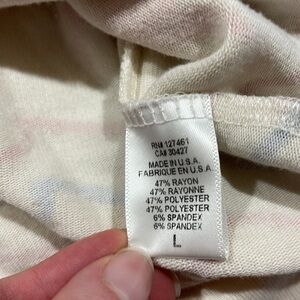 RN# 127461
CA# 30427
MADE IN U.S.A.
FABRIQUE EN U.S.A.
47% RAYON
47% RAYONNE
47% POLYESTER
47% POLYESTER
6% SPANDEX
6% SPANDEX
L